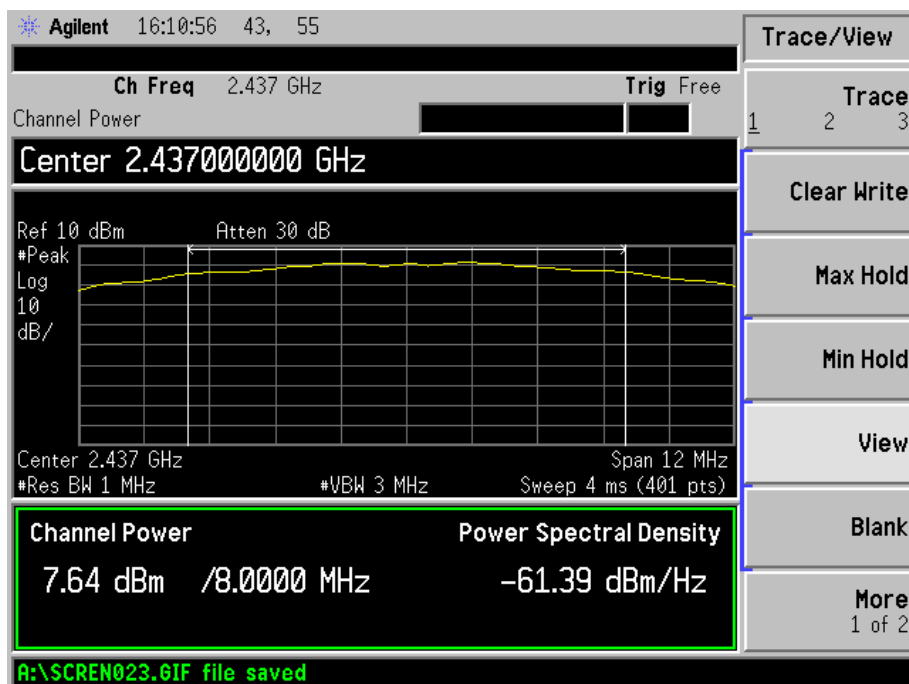 Agilent 16:10:56 43, 55
Trace/View
Ch Freq 2.437 GHz Trig Free
Channel Power
Trace
1 2 3
Center 2.437000000 GHz
Clear Write
Ref 10 dBm Atten 30 dB
#Peak
Log
10
dB/
Max Hold
Min Hold
Center 2.437 GHz Span 12 MHz
#Res BW 1 MHz #VBW 3 MHz Sweep 4 ms (401 pts)
View
Channel Power Power Spectral Density
7.64 dBm /8.0000 MHz -61.39 dBm/Hz
Blank
More
1 of 2
A:\SCREN023.GIF file saved